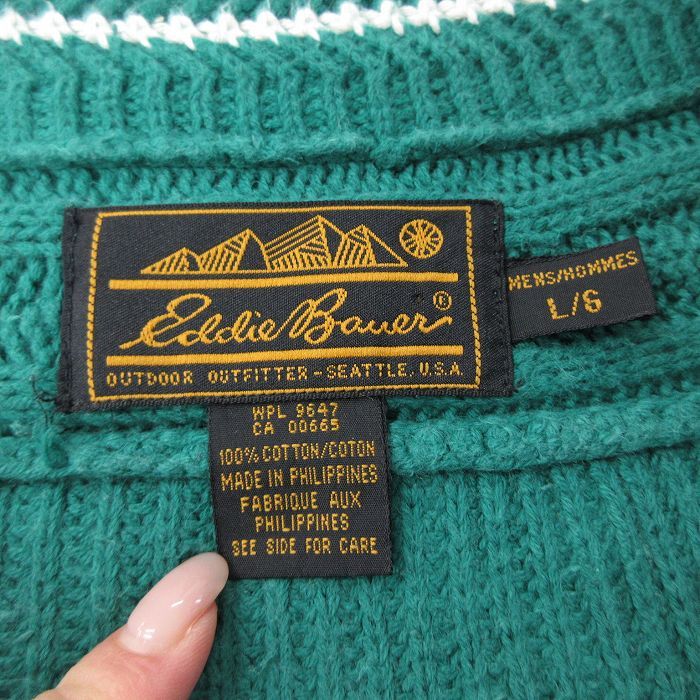 Eddie Bauer®
OUTDOOR OUTFITTER - SEATTLE, U.S.A.
MENS/HOMMES
L/G
WPL 9647
CA 00665
100% COTTON/COTON
MADE IN PHILIPPINES
FABRIQUE AUX
PHILIPPINES
SEE SIDE FOR CARE